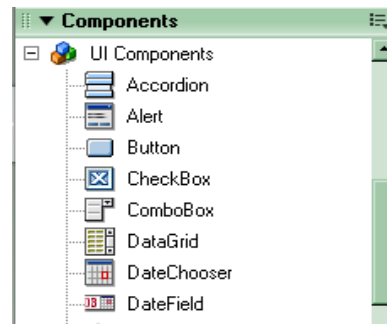 Components
UI Components
Accordion
Alert
Button
CheckBox
ComboBox
DataGrid
DateChooser
DateField